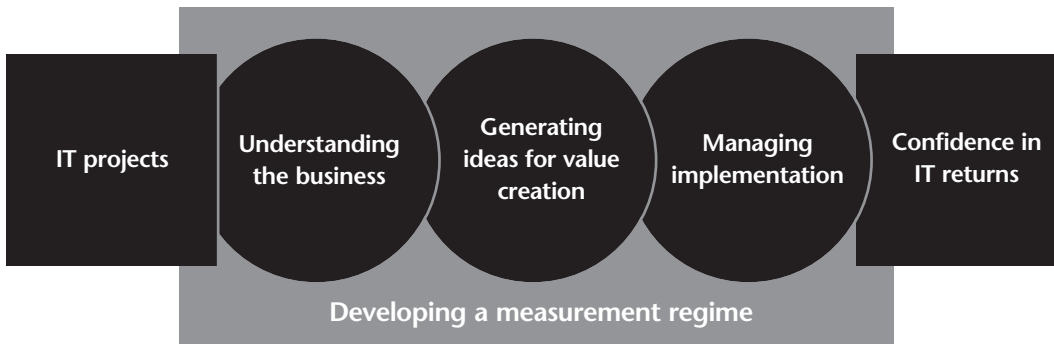 IT projects
Understanding
the business
Generating
ideas for value
creation
Managing
implementation
Confidence in
IT returns
Developing a measurement regime